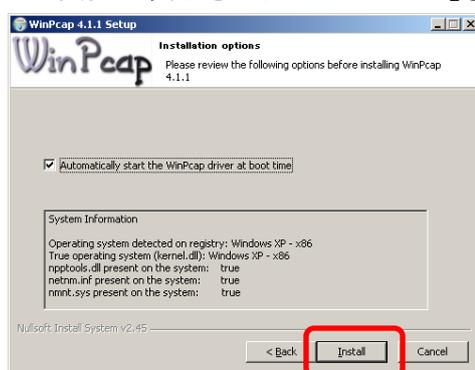 WinPcap 4.1.1 Setup
WinPcap
Installation options
Please review the following options before installing WinPcap
4.1.1
Automatically start the WinPcap driver at boot time
System Information
Operating system detected on registry: Windows XP - x86
True operating system (kernel.dll): Windows XP - x86
npptools.dll present on the system: true
netnm.inf present on the system: true
nmnt.sys present on the system: true
Nullsoft Install System v2.45
< Back Install Cancel